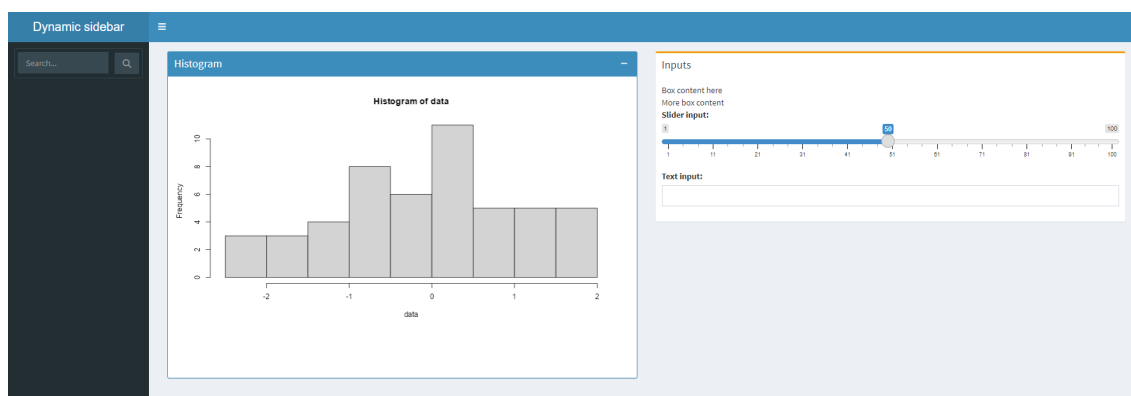 Dynamic sidebar
Search...
Histogram
Histogram of data
Frequency
0 2 4 6 8 10
-2 -1 0 1 2
data
Inputs
Box content here
More box content
Slider input:
1 50 100
1 11 21 31 41 51 61 71 81 91 100
Text input: